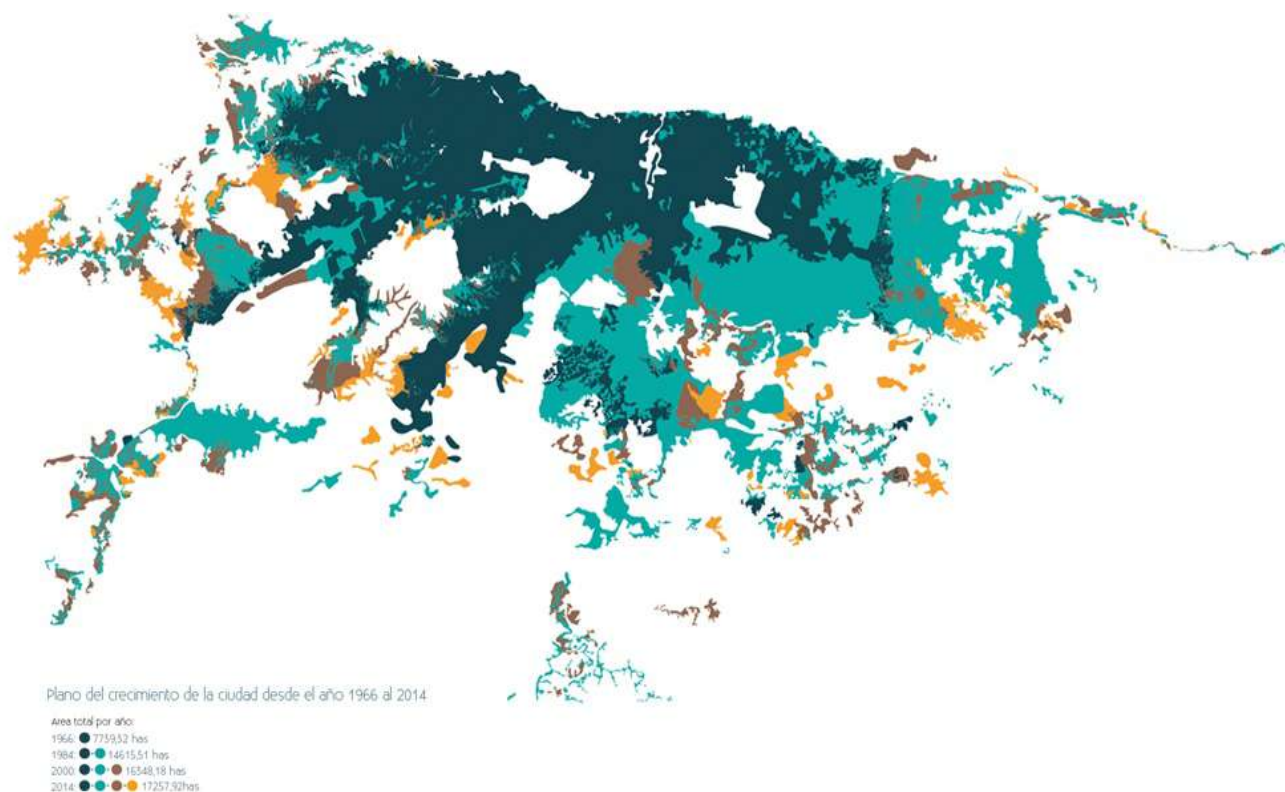 Plano del crecimiento de la ciudad desde el año 1966 al 2014
Area total por año:
1966: 7739,52 has
1984: 14615,51 has
2000: 16348,18 has
2014: 17257,92has